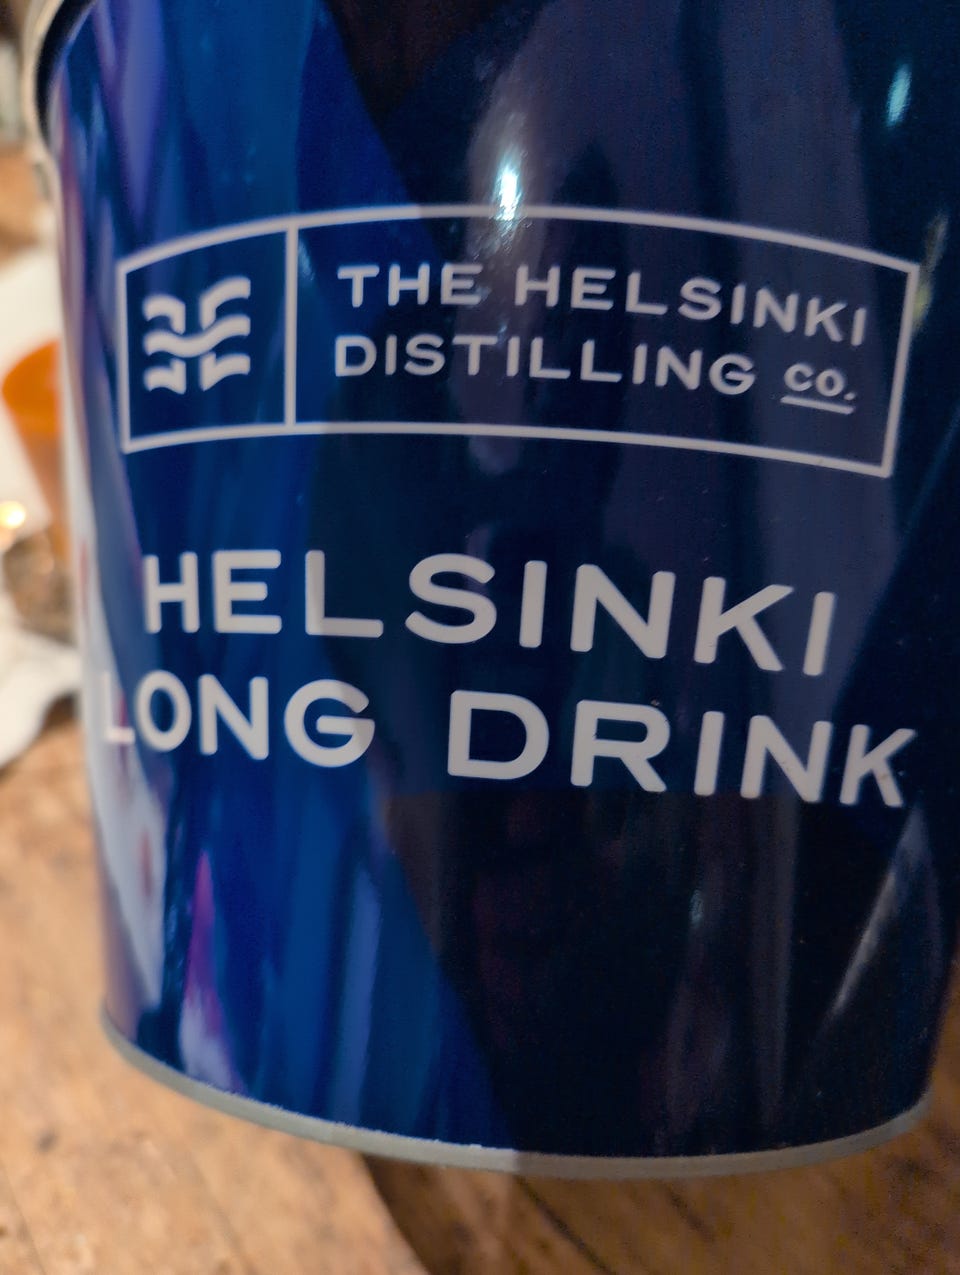 THE HELSINKI
DISTILLING CO.
HELSINKI
LONG DRINK